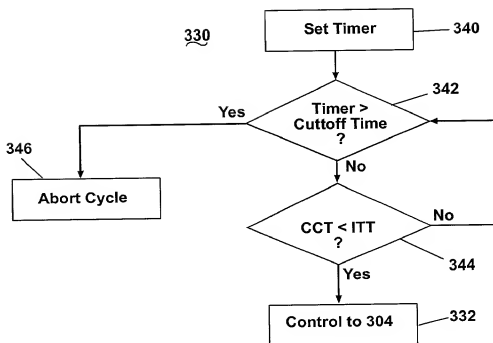 330
Set Timer
340
342
Timer >
Cuttoff Time
?
Yes
No
346
Abort Cycle
CCT < ITT
?
No
344
Yes
Control to 304
332